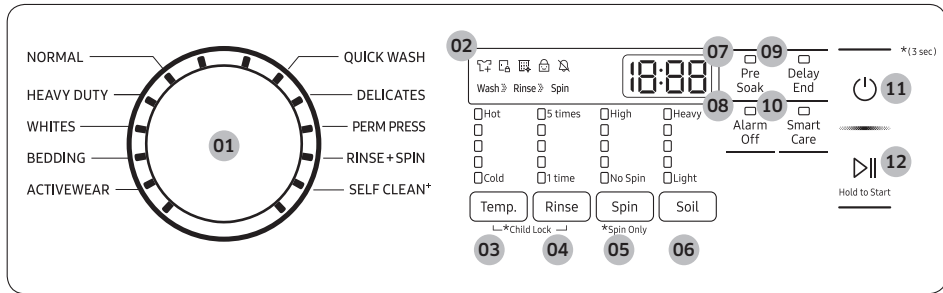 NORMAL
HEAVY DUTY
WHITES
BEDDING
ACTIVEWEAR
01
QUICK WASH
DELICATES
PERM PRESS
RINSE+SPIN
SELF CLEAN+
02
Wash» Rinse» Spin
18:88
Hot 5 times High Heavy
Cold 1 time No Spin Light
Temp. Rinse Spin Soil
*Child Lock *Spin Only
03 04 05 06
07 09
Pre Soak
Delay End
08 10
Alarm Off
Smart Care
*(3 sec)
11
12
Hold to Start